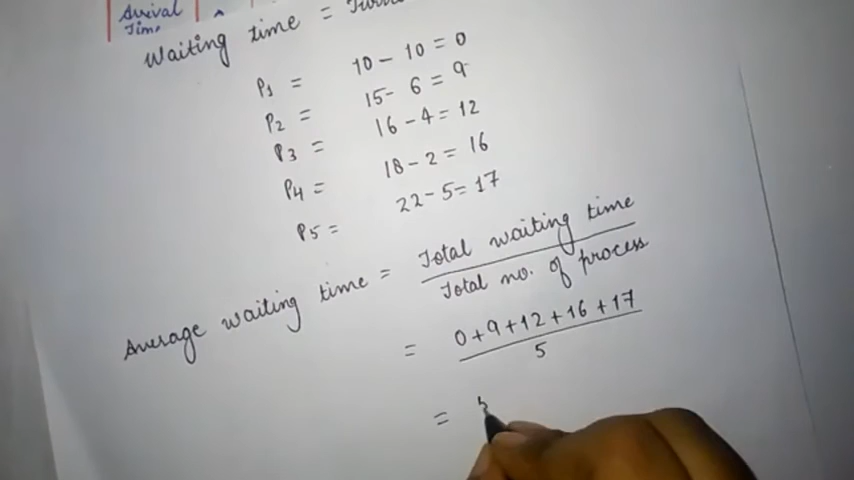 Arrival
Time
Waiting time =
P1 = 10 - 10 = 0
P2 = 15 - 6 = 9
P3 = 16 - 4 = 12
P4 = 18 - 2 = 16
P5 = 22 - 5 = 17
Average waiting time = Total waiting time
Total no. of process
= 0 + 9 + 12 + 16 + 17
5
=